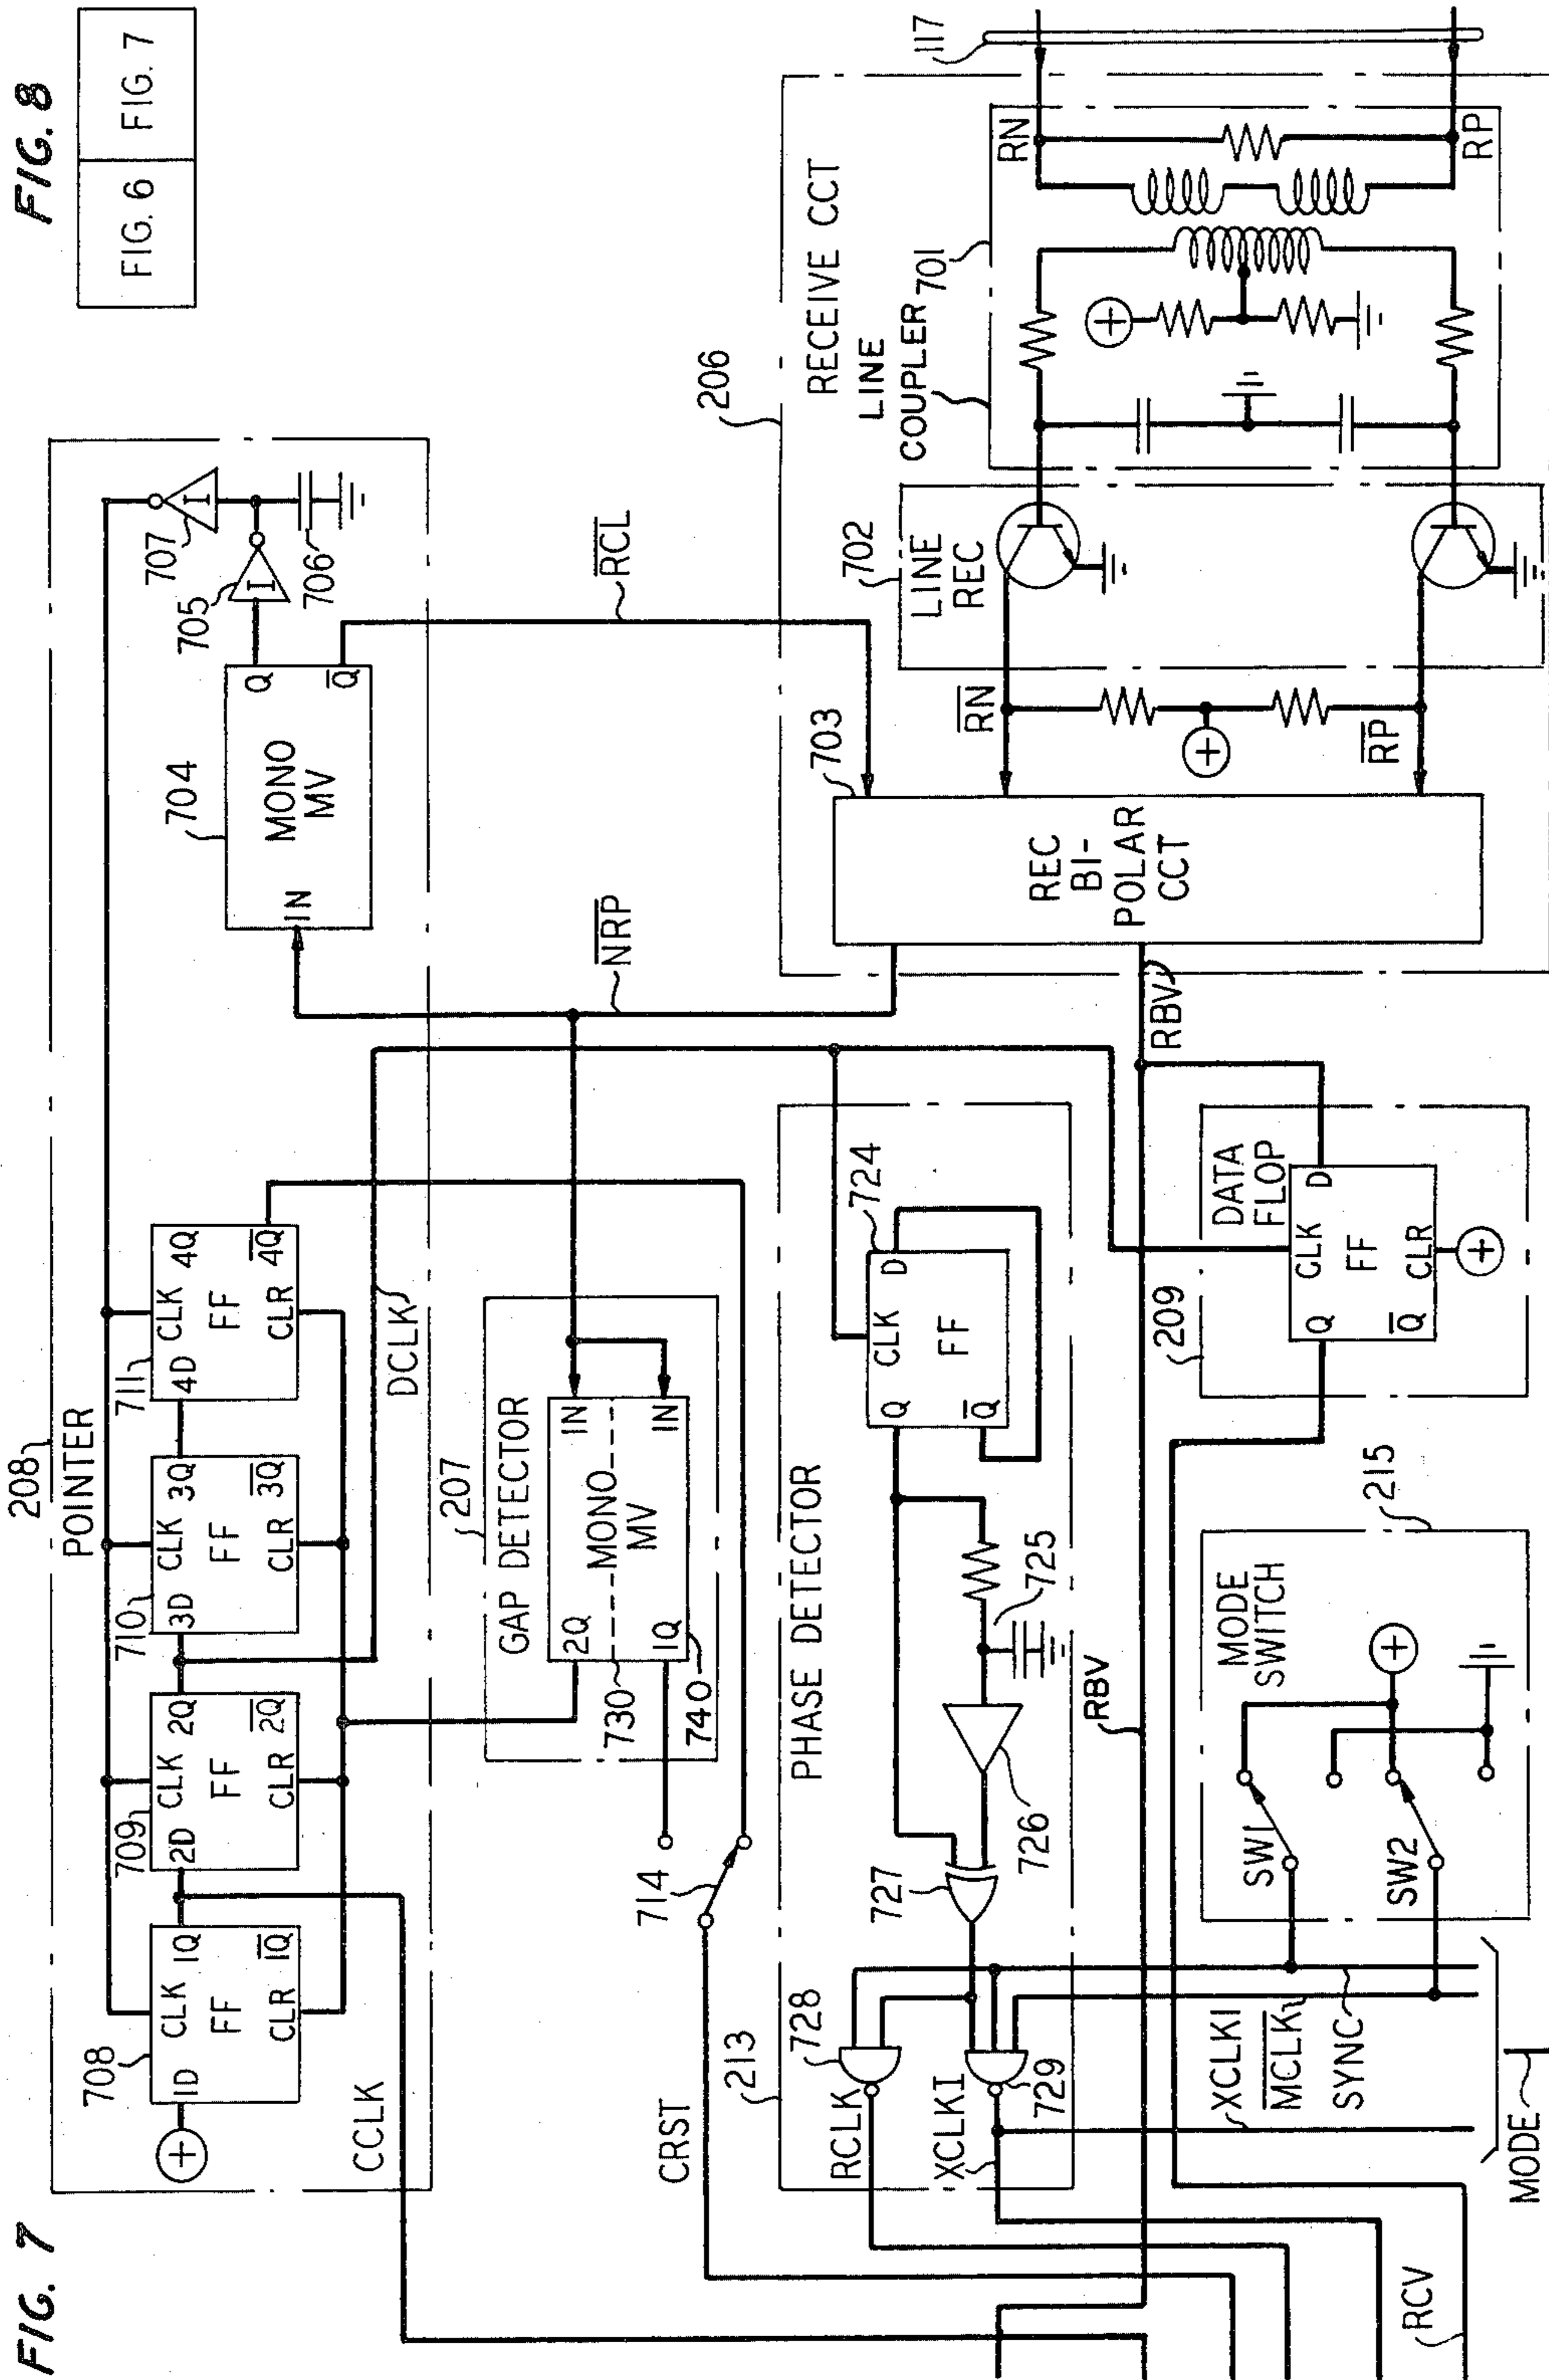 FIG. 7
FIG. 8
FIG. 6
FIG. 7
208
POINTER
708
1D
CLK
1Q
FF
1Q̅
CLR
709
2D
CLK
2Q
FF
2Q̅
CLR
710
3D
CLK
3Q
FF
3Q̅
CLR
711
4D
CLK
4Q
FF
4Q̅
CLR
704
IN
MONO
MV
Q
Q̅
705
I
706
707
I
CCLK
DCLK
207
GAP DETECTOR
2Q
IN
MONO
MV
1Q
IN
730
740
714
CRST
N̅R̅P̅
R̅C̅L̅
213
PHASE DETECTOR
724
Q
CLK
D
FF
Q̅
725
726
727
728
729
RCLK
XCLKI
206
RECEIVE CCT
LINE
COUPLER
701
RN
RP
117
702
LINE
REC
R̅N̅
R̅P̅
703
REC
BI-
POLAR
CCT
RBV
RBV
209
DATA
FLOP
Q
CLK
D
FF
Q̅
CLR
215
MODE
SWITCH
SW1
SW2
XCLKI
M̅C̅L̅K̅
SYNC
MODE
RCV